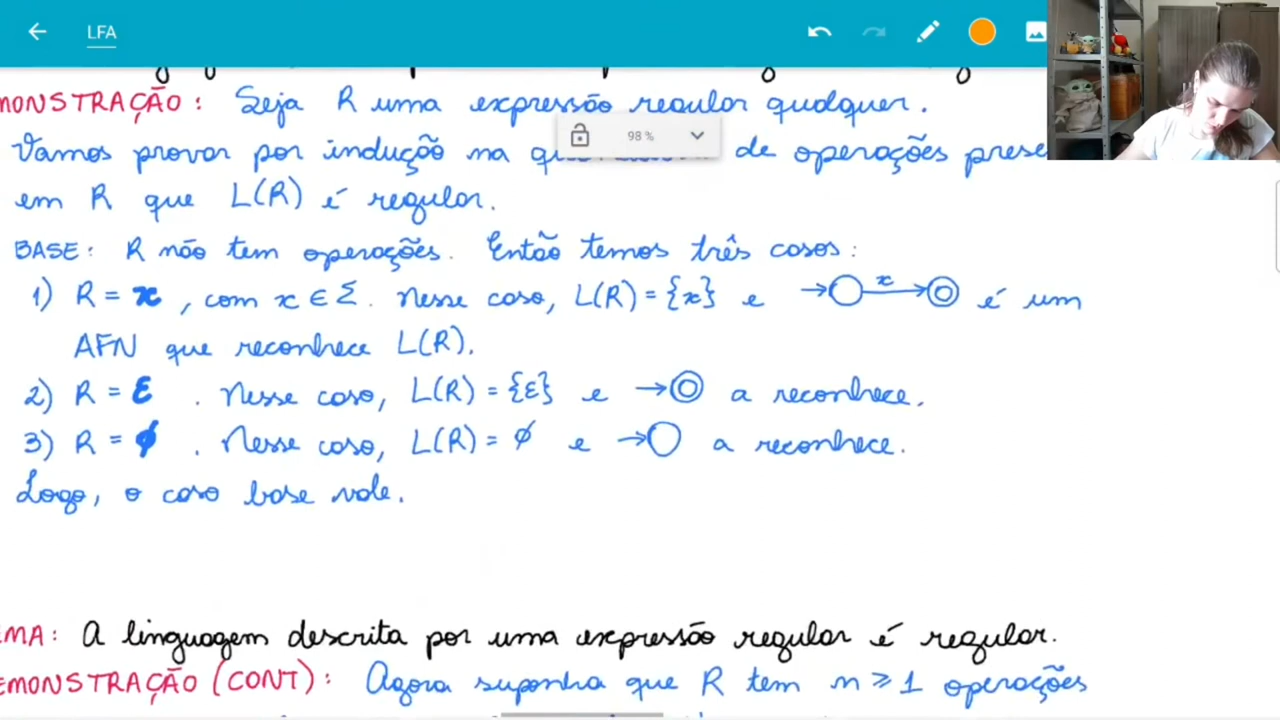 LFA
MONSTRAÇÃO: Seja R uma expressão regular qualquer.
98 %
Vamos provar por indução na de operações
em R que L(R) é regular.
BASE: R não tem operações. Então temos três casos:
1) R = x, com x ∈ Σ. Nesse caso, L(R) = {x} e x é um
AFN que reconhece L(R).
2) R = ε. Nesse caso, L(R) = {ε} e a reconhece.
3) R = ∅. Nesse caso, L(R) = ∅ e a reconhece.
Logo, o caso base vale.
EMA: A linguagem descrita por uma expressão regular é regular.
EMONSTRAÇÃO (CONT): Agora suponha que R tem n ⩾ 1 operações